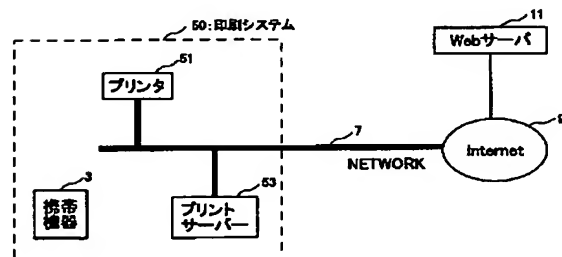 50:印刷システム
11
Webサーバ
51
プリンタ
9
7
Internet
NETWORK
3
53
携帯
機器
プリント
サーバー